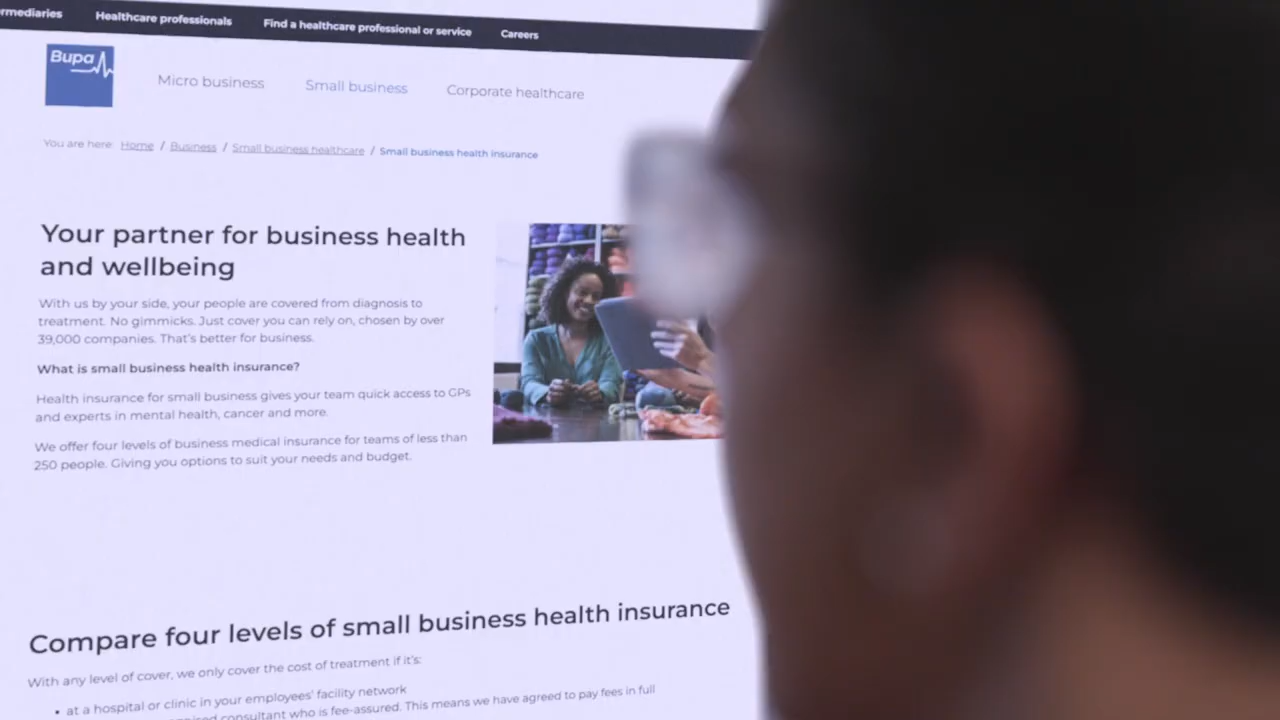 Healthcare professionals Find a healthcare professional or service Careers
Bupa
Micro business Small business Corporate healthcare
You are here: Home / Business / Small business healthcare / Small business health insurance
Your partner for business health
and wellbeing
With us by your side, your people are covered from diagnosis to
treatment. No gimmicks. Just cover you can rely on, chosen by over
39,000 companies. That's better for business.
What is small business health insurance?
Health insurance for small business gives your team quick access to GPs
and experts in mental health, cancer and more.
We offer four levels of business medical insurance for teams of less than
250 people. Giving you options to suit your needs and budget.
Compare four levels of small business health insurance
With any level of cover, we only cover the cost of treatment if it's:
• at a hospital or clinic in your employees' facility network
consultant who is fee-assured. This means we have agreed to pay fees in full